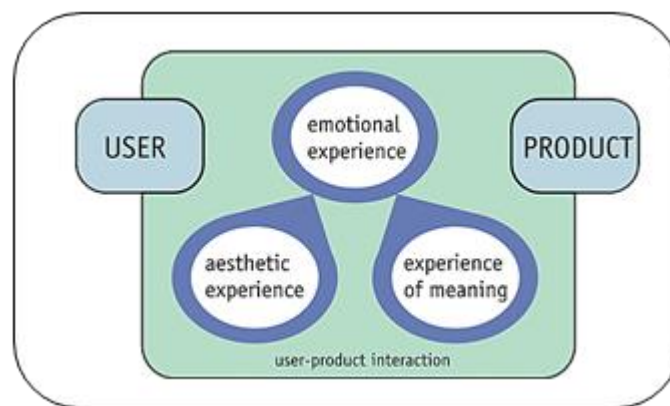 emotional
experience
USER
PRODUCT
aesthetic
experience
experience
of meaning
user-product interaction